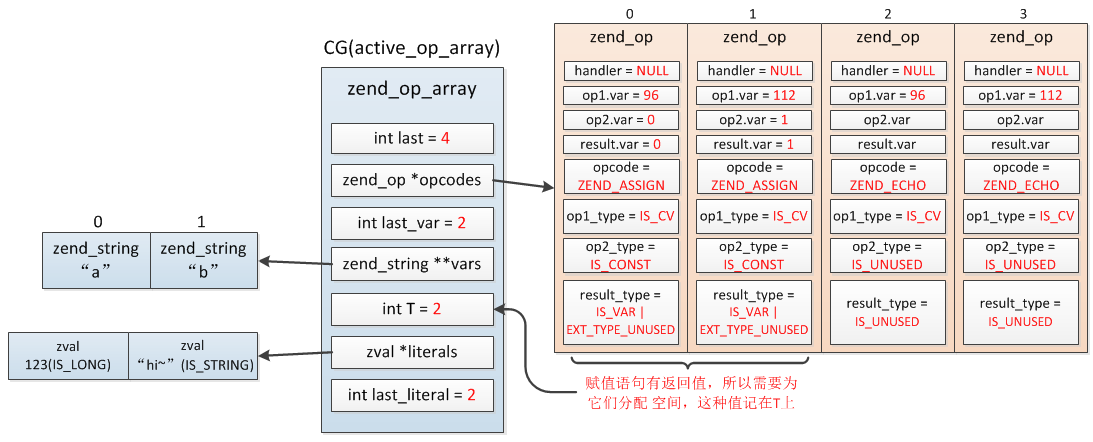 0
1
2
3
zend_op
zend_op
zend_op
zend_op
handler = NULL
handler = NULL
handler = NULL
handler = NULL
op1.var = 96
op1.var = 112
op1.var = 96
op1.var = 112
op2.var = 0
op2.var = 1
op2.var
op2.var
result.var = 0
result.var = 1
result.var
result.var
opcode =
ZEND_ASSIGN
opcode =
ZEND_ASSIGN
opcode =
ZEND_ECHO
opcode =
ZEND_ECHO
op1_type = IS_CV
op1_type = IS_CV
op1_type = IS_CV
op1_type = IS_CV
op2_type =
IS_CONST
op2_type =
IS_CONST
op2_type =
IS_UNUSED
op2_type =
IS_UNUSED
result_type =
IS_VAR |
EXT_TYPE_UNUSED
result_type =
IS_VAR |
EXT_TYPE_UNUSED
result_type =
IS_UNUSED
result_type =
IS_UNUSED
CG(active_op_array)
zend_op_array
int last = 4
zend_op *opcodes
int last_var = 2
zend_string **vars
int T = 2
zval *literals
int last_literal = 2
0
1
zend_string
“a”
zend_string
“b”
zval
123(IS_LONG)
zval
“hi~” (IS_STRING)
赋值语句有返回值，所以需要为
它们分配 空间，这种值记在T上